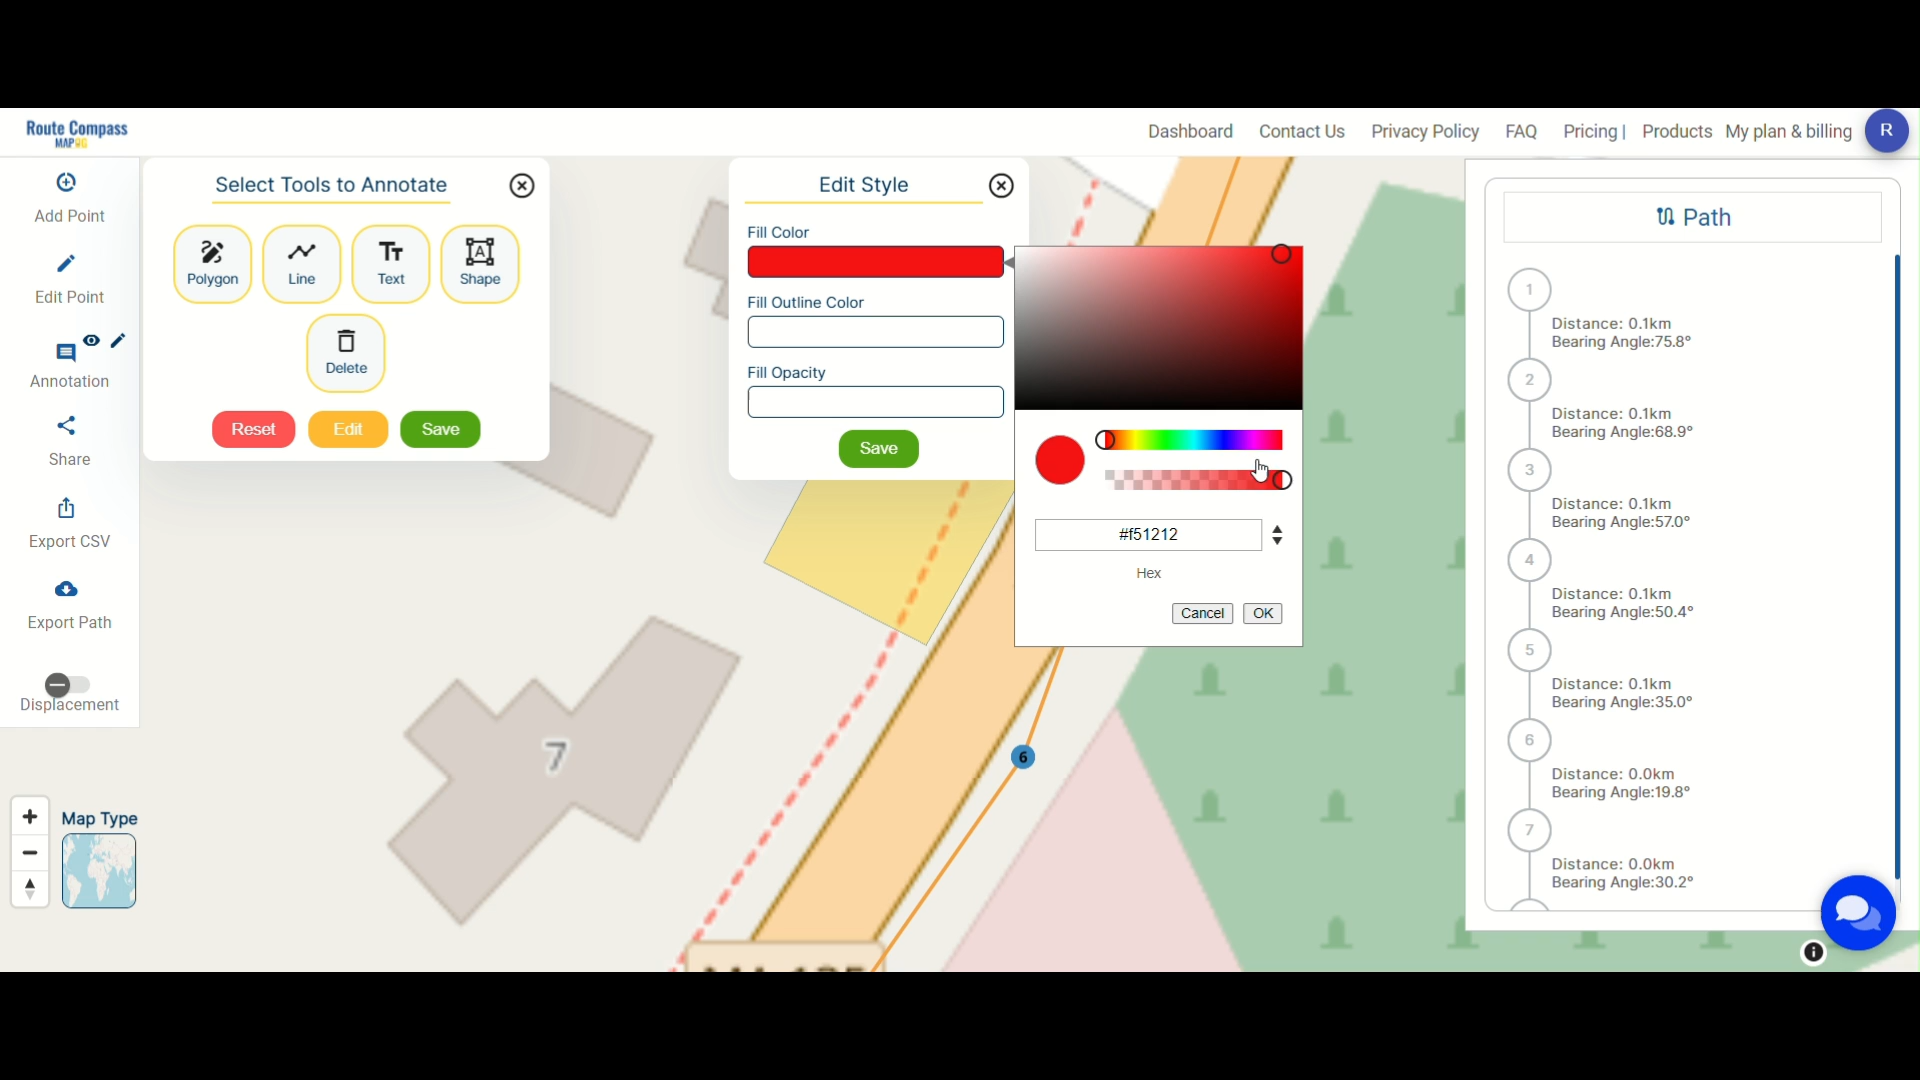 Route Compass
MAPOG
Dashboard
Contact Us
Privacy Policy
FAQ
Pricing |
Products
My plan & billing
R
Add Point
Edit Point
Annotation
Share
Export CSV
Export Path
Displacement
Map Type
Select Tools to Annotate
Polygon
Line
Tт
Text
A
Shape
Delete
Reset
Edit
Save
Edit Style
Fill Color
Fill Outline Color
Fill Opacity
Save
#f51212
Hex
Cancel
OK
7
6
Path
1
Distance: 0.1km
Bearing Angle:75.8°
2
Distance: 0.1km
Bearing Angle:68.9°
3
Distance: 0.1km
Bearing Angle:57.0°
4
Distance: 0.1km
Bearing Angle:50.4°
5
Distance: 0.1km
Bearing Angle:35.0°
6
Distance: 0.0km
Bearing Angle:19.8°
7
Distance: 0.0km
Bearing Angle:30.2°